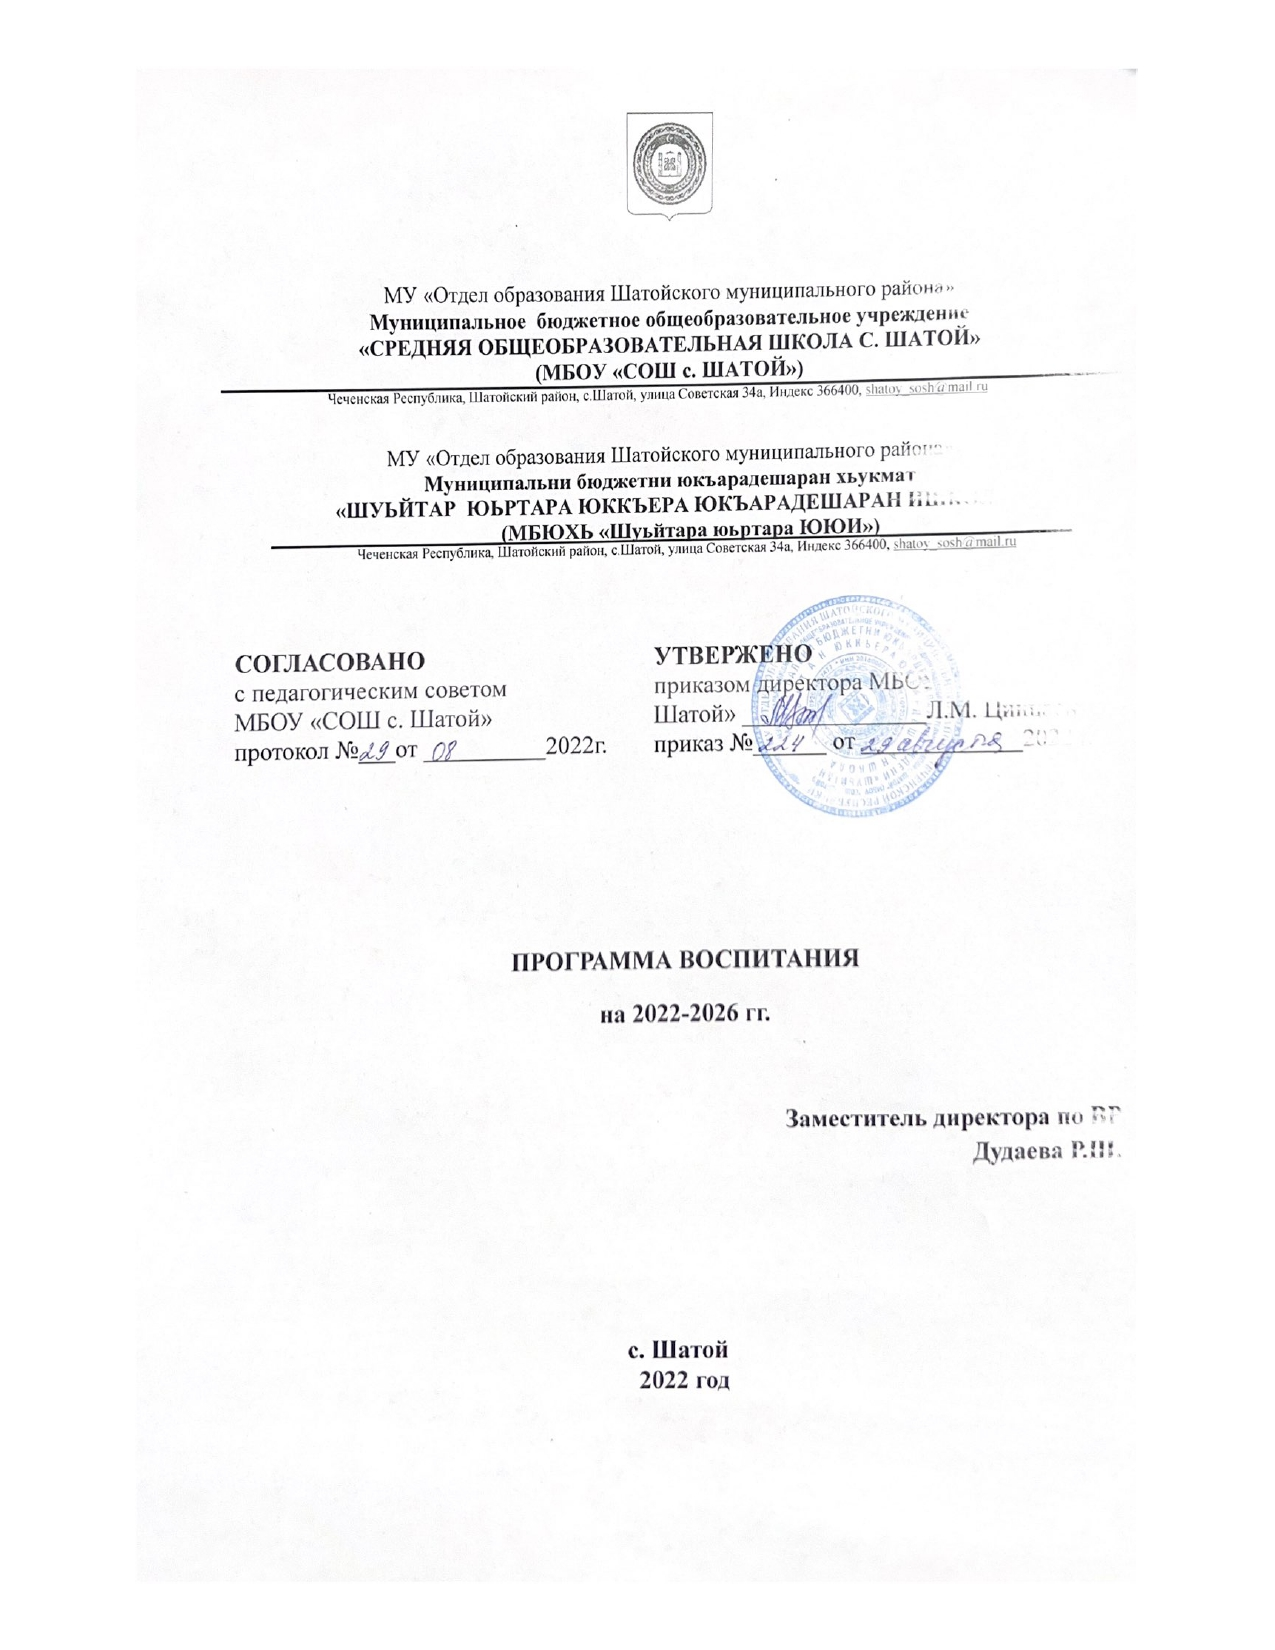 МУ «Отдел образования Шатойского муниципального района»
Муниципальное бюджетное общеобразовательное учреждение
«СРЕДНЯЯ ОБЩЕОБРАЗОВАТЕЛЬНАЯ ШКОЛА С. ШАТОЙ»
(МБОУ «СОШ с. ШАТОЙ»)
Чеченская Республика, Шатойский район, с.Шатой, улица Советская 34а, Индекс 366400, shatoy_sosh@mail.ru
МУ «Отдел образования Шатойского муниципального района
Муниципальни бюджетни юкъарадешаран хьукмат
«ШУЬЙТАР ЮЬРТАРА ЮККЪЕРА ЮКЪАРАДЕШАРАН
(МБЮХЬ «Шуьйтара юьртара ЮЮИ»)
Чеченская Республика, Шатойский район, с.Шатой, улица Советская 34а, Индекс 366400, shatoy_sosh@mail.ru
СОГЛАСОВАНО
с педагогическим советом
МБОУ «СОШ с. Шатой»
протокол №29 от 08 2022г.
УТВЕРЖЕНО
приказом директора
Шатой» Л.М.
приказ № 224 от 29 августа
ПРОГРАММА ВОСПИТАНИЯ
на 2022-2026 гг.
Заместитель директора по ВР
Дудаева Р.Ш.
с. Шатой
2022 год